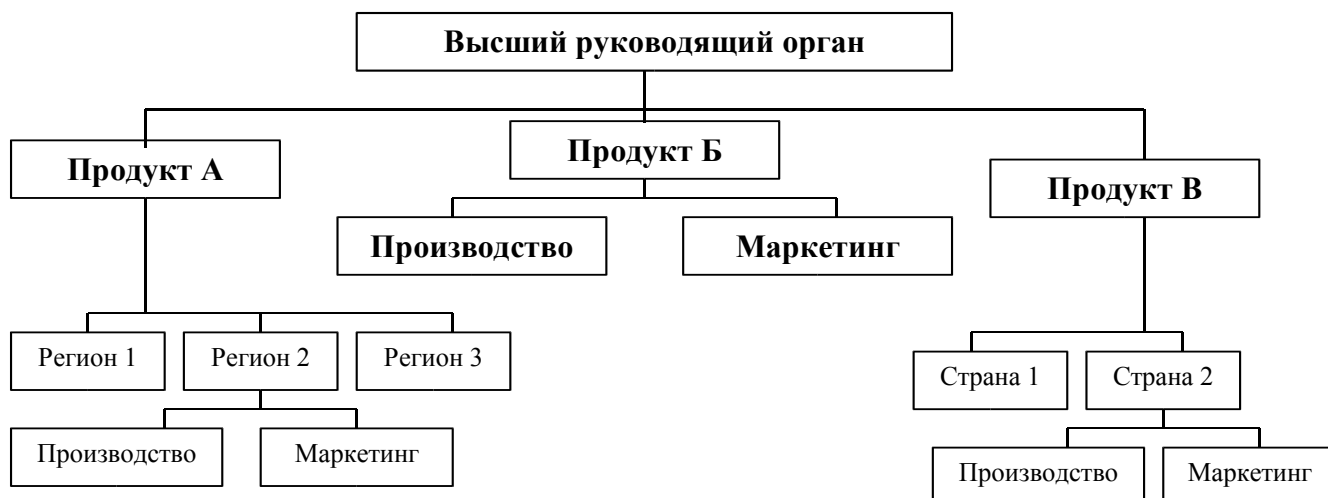 Высший руководящий орган
Продукт А
Продукт Б
Продукт В
Производство
Маркетинг
Регион 1
Регион 2
Регион 3
Страна 1
Страна 2
Производство
Маркетинг
Производство
Маркетинг